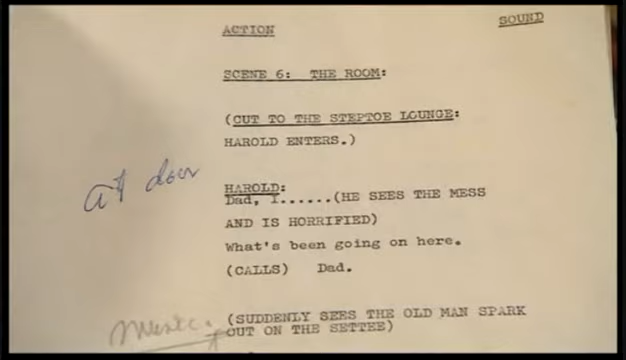 ACTION
SOUND
SCENE 6: THE ROOM:
(CUT TO THE STEPTOE LOUNGE:
HAROLD ENTERS.)
at door
HAROLD:
Dad, I......(HE SEES THE MESS
AND IS HORRIFIED)
What's been going on here.
(CALLS) Dad.
(SUDDENLY SEES THE OLD MAN SPARK
Music.
OUT ON THE SETTEE)